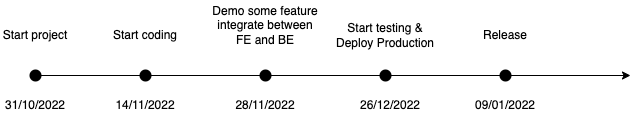 Start project
31/10/2022
Start coding
14/11/2022
Demo some feature
integrate between
FE and BE
28/11/2022
Start testing &
Deploy Production
26/12/2022
Release
09/01/2022